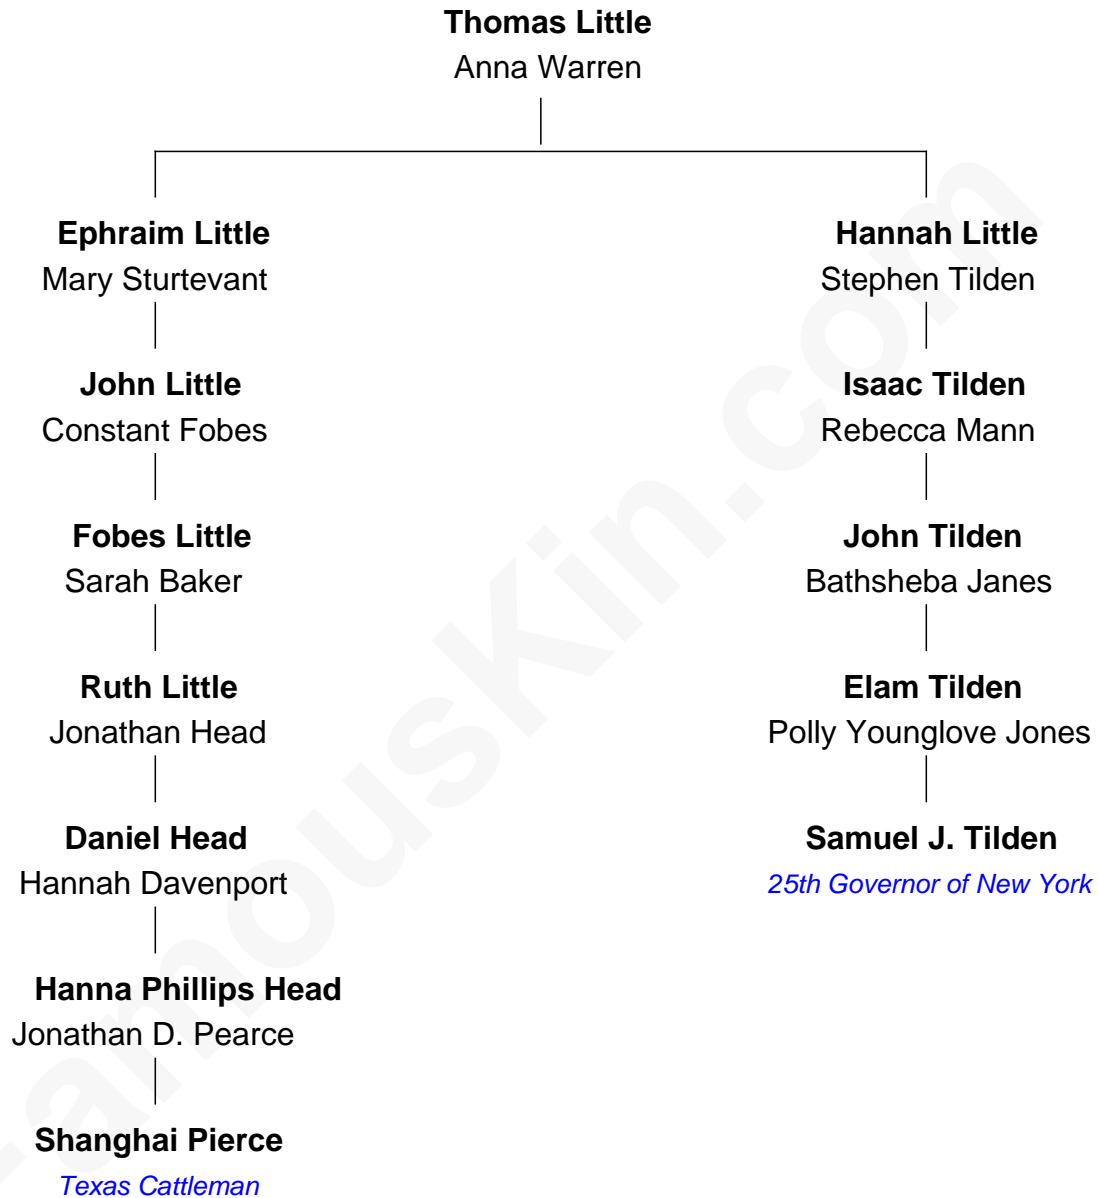 Thomas Little
Anna Warren
Ephraim Little
Mary Sturtevant
Hannah Little
Stephen Tilden
John Little
Constant Fobes
Isaac Tilden
Rebecca Mann
Fobes Little
Sarah Baker
John Tilden
Bathsheba Janes
Ruth Little
Jonathan Head
Elam Tilden
Polly Younglove Jones
Daniel Head
Hannah Davenport
Samuel J. Tilden
25th Governor of New York
Hanna Phillips Head
Jonathan D. Pearce
Shanghai Pierce
Texas Cattleman
FamousKin.com